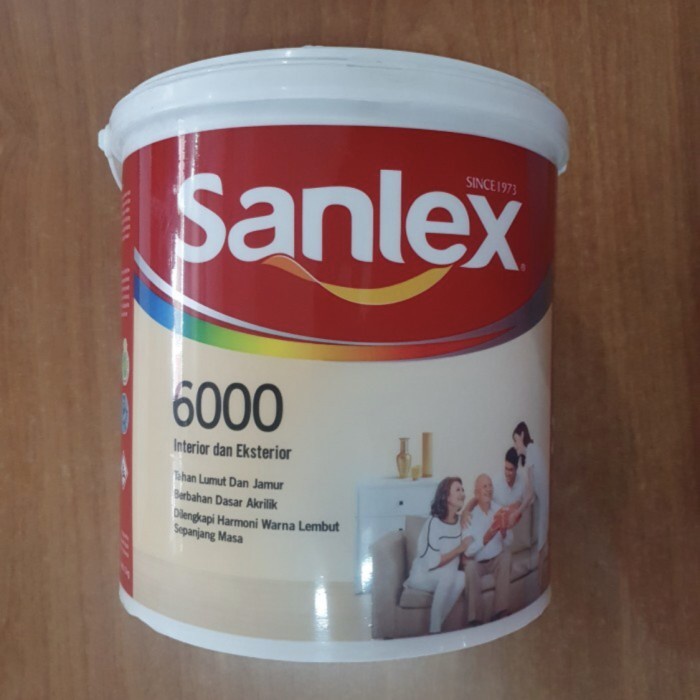 SINCE 1973
Sanlex
6000
Interior dan Eksterior
Tahan Lumut Dan Jamur
Berbahan Dasar Akrilik
Dilengkapi Harmoni Warna Lembut
Sepanjang Masa